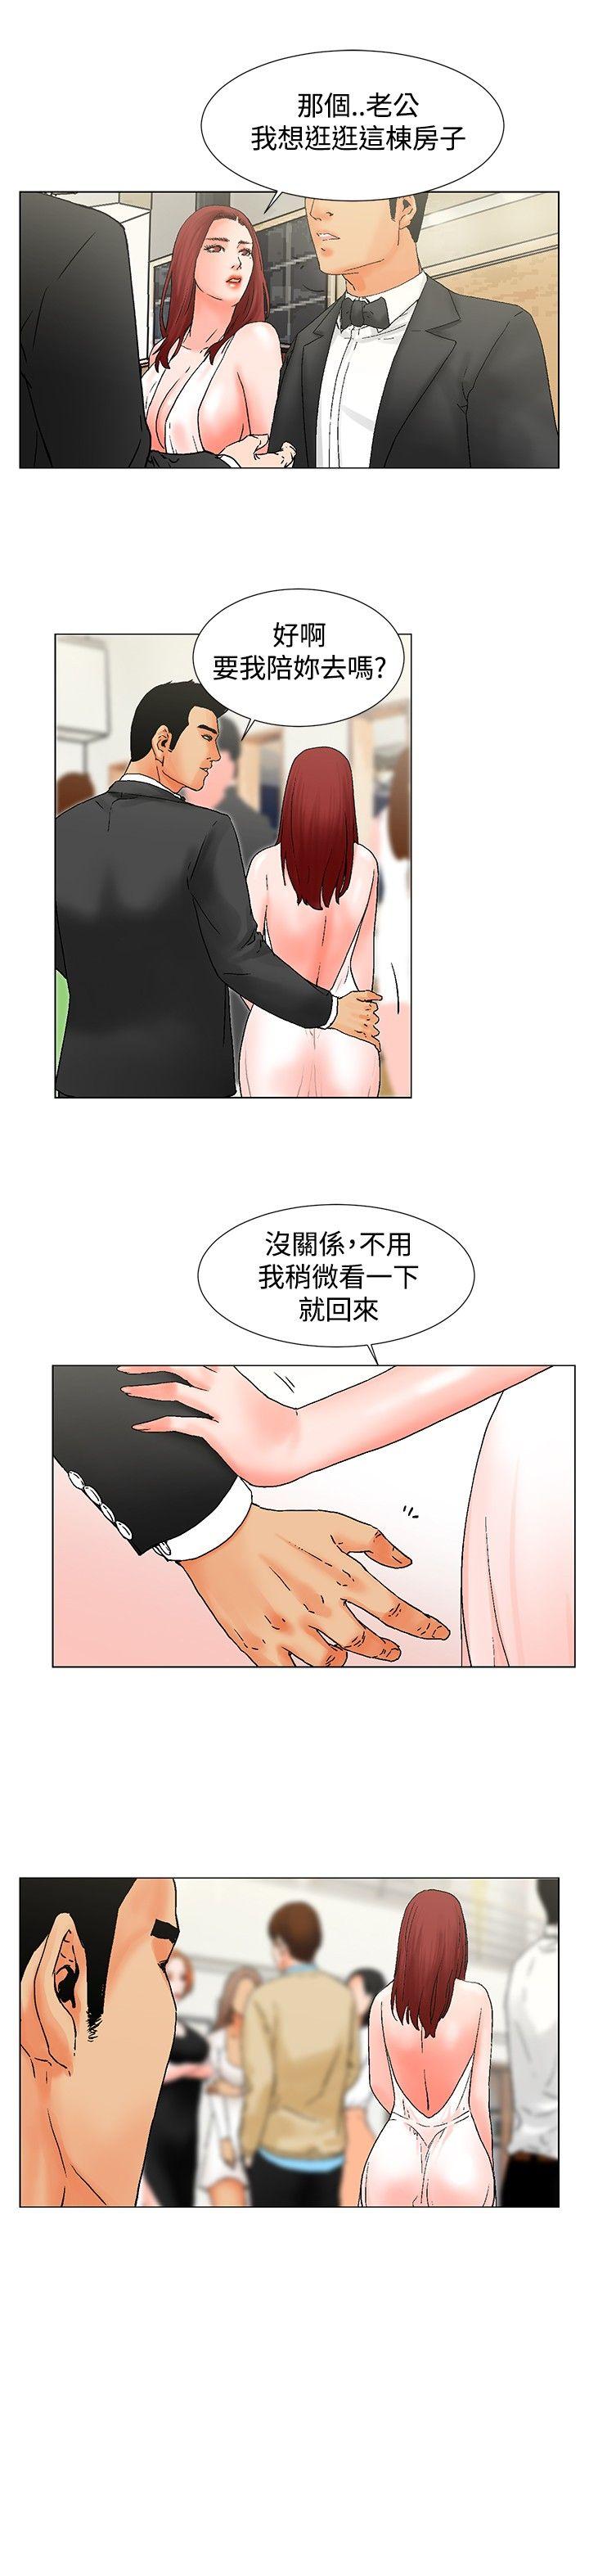 那個..老公
我想逛逛這棟房子
好啊
要我陪妳去嗎?
沒關係,不用
我稍微看一下
就回來